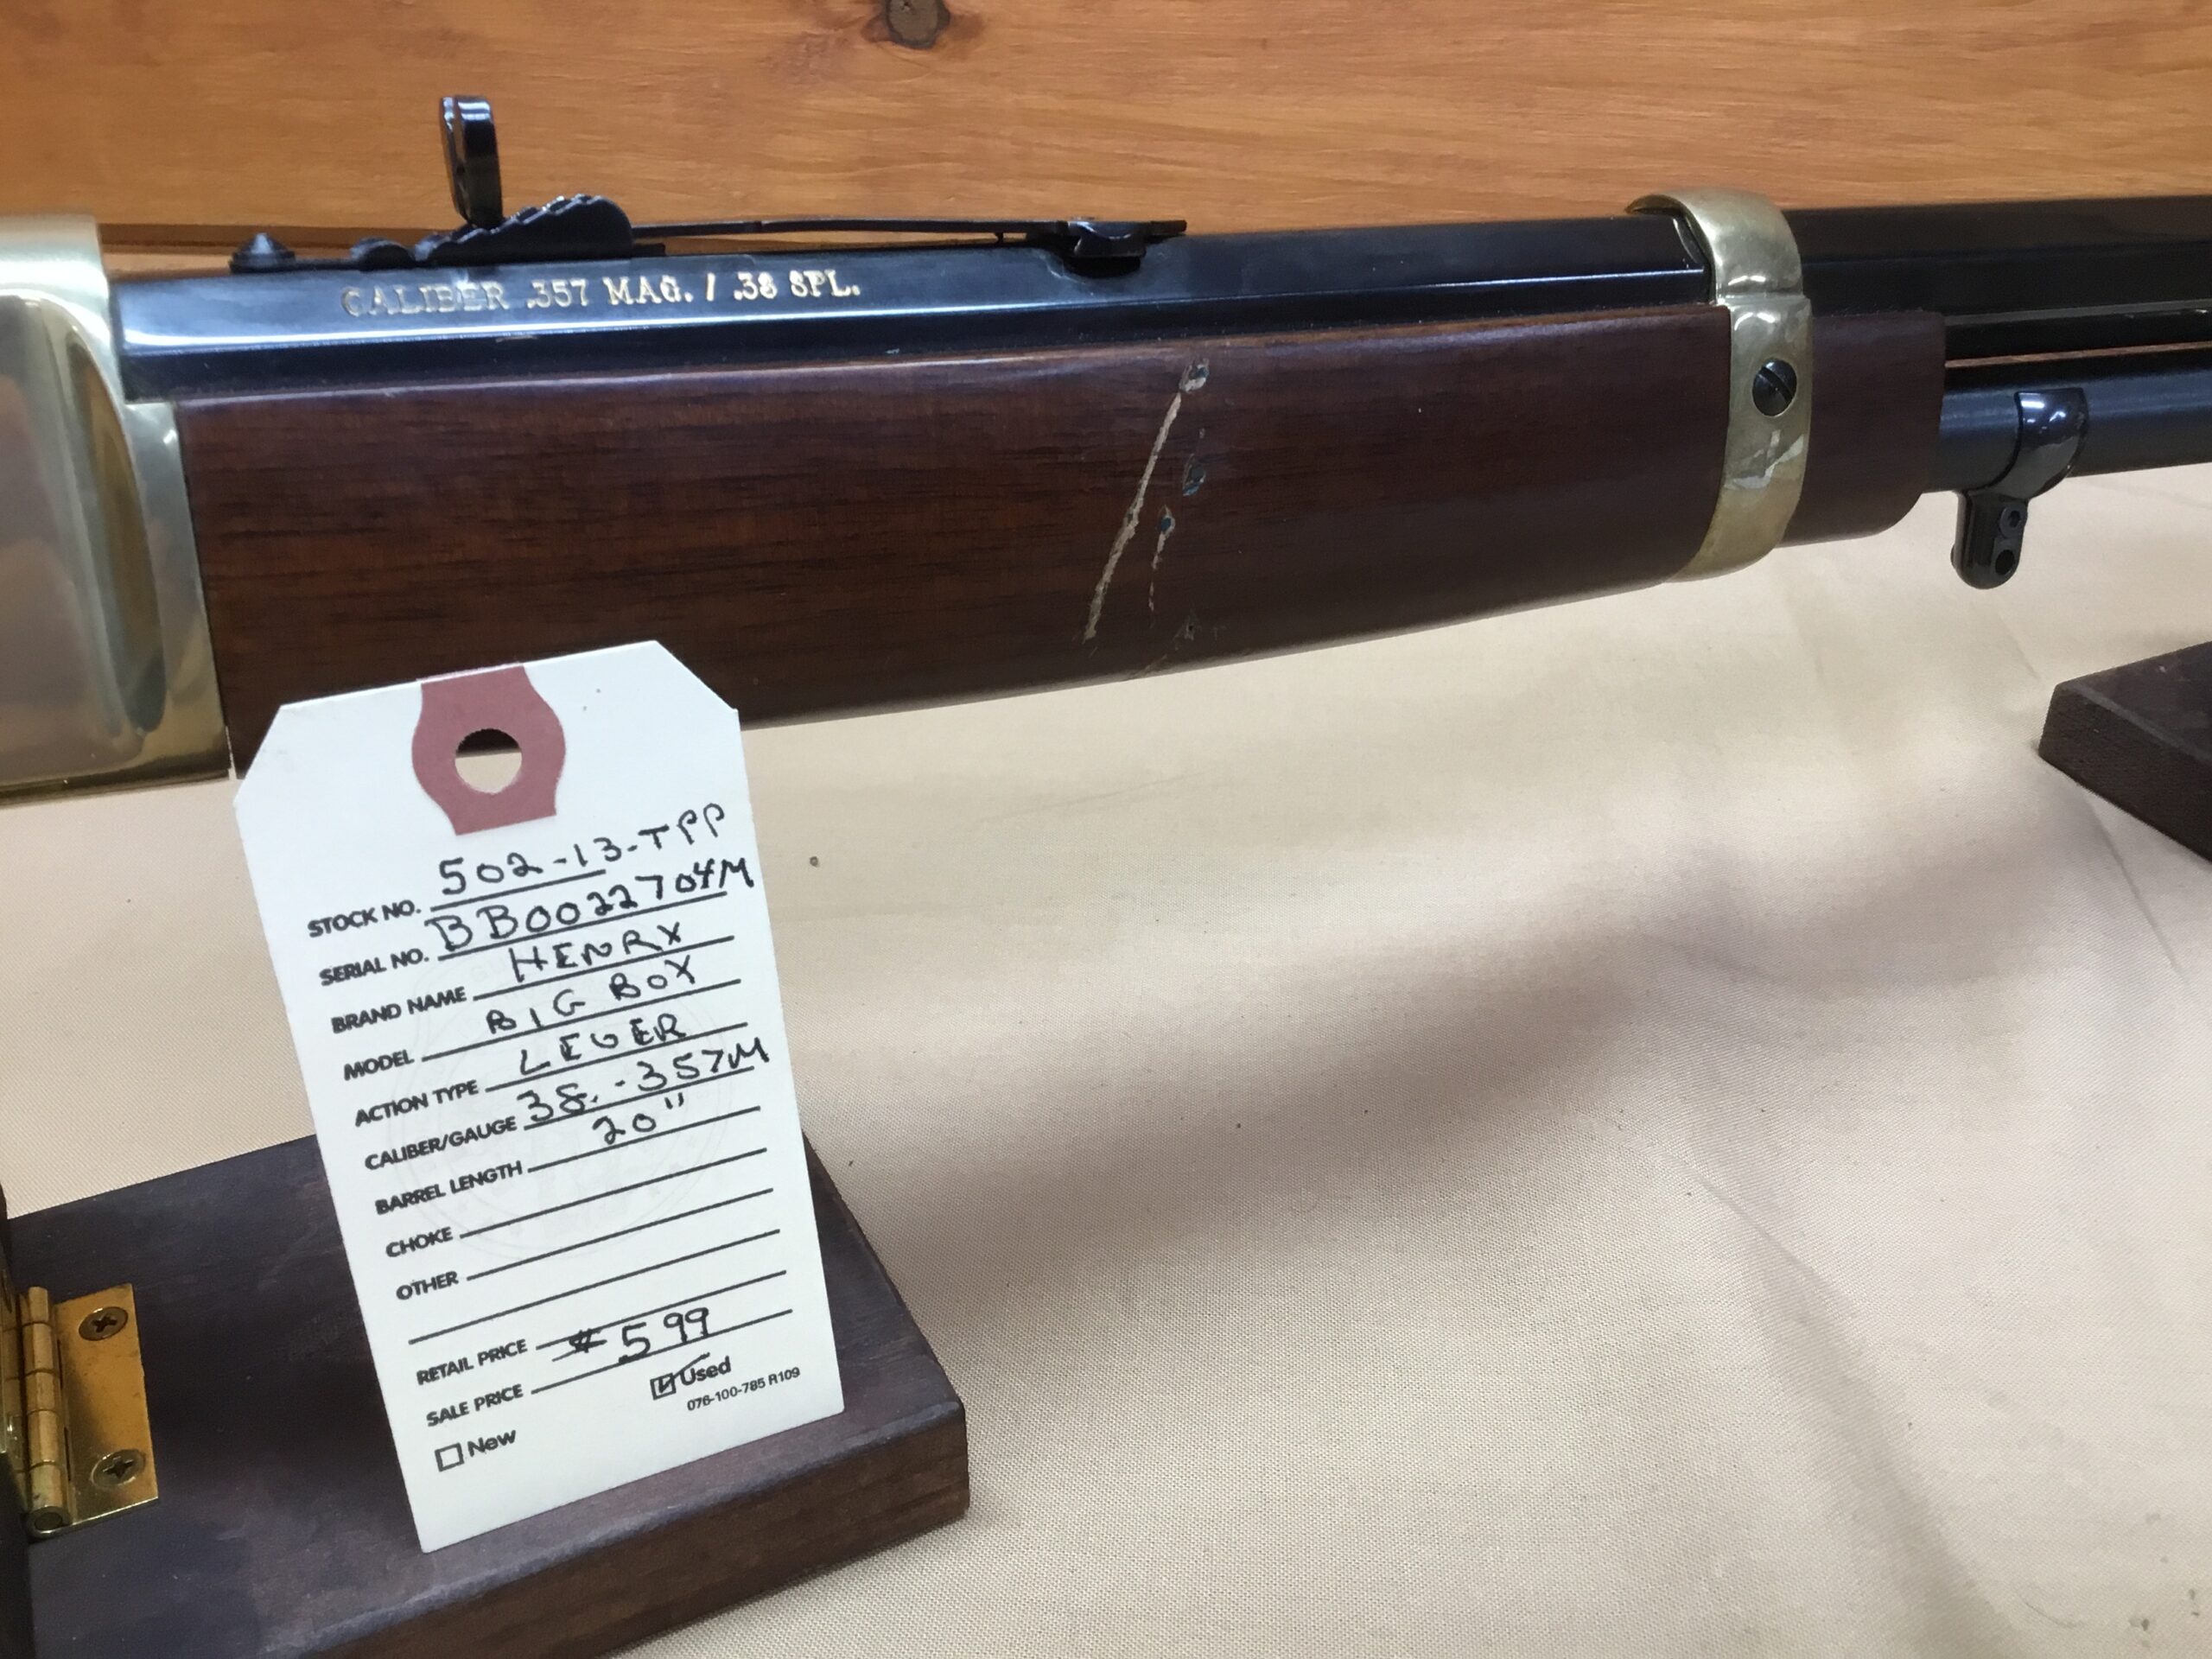 CALIBER .357 MAG. / .38 SPL.
STOCK NO. 502-13-TPP
SERIAL NO. BB0022704M
BRAND NAME HENRY
MODEL BIG BOY
ACTION TYPE LEVER
CALIBER/GAUGE 38.-357M
BARREL LENGTH 20"
CHOKE
OTHER
RETAIL PRICE $599
SALE PRICE
Used
New
076-100-785 R109